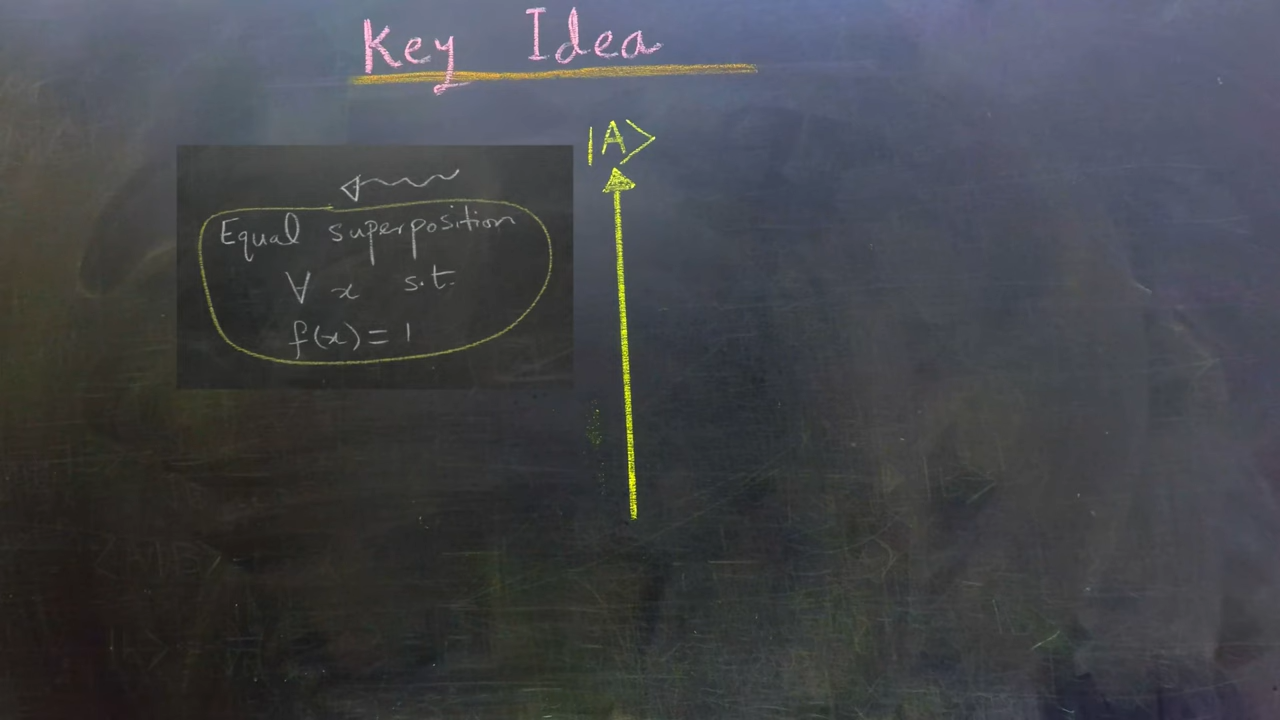 Key Idea
|A>
Equal superposition
∀ x s.t.
f(x) = 1